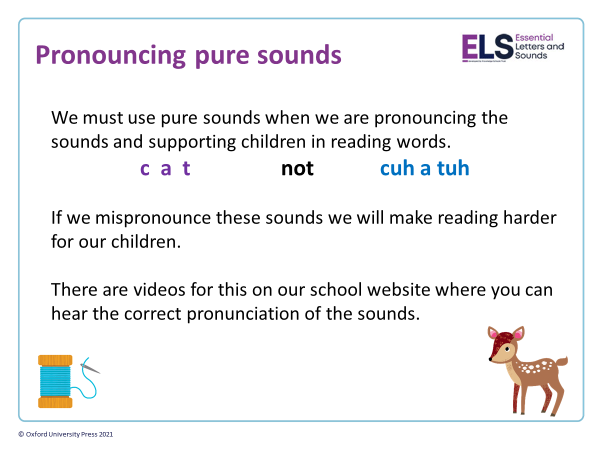 Pronouncing pure sounds
ELS Essential
Letters and
Sounds
We must use pure sounds when we are pronouncing the
sounds and supporting children in reading words.
c a t not cuh a tuh
If we mispronounce these sounds we will make reading harder
for our children.
There are videos for this on our school website where you can
hear the correct pronunciation of the sounds.
© Oxford University Press 2021